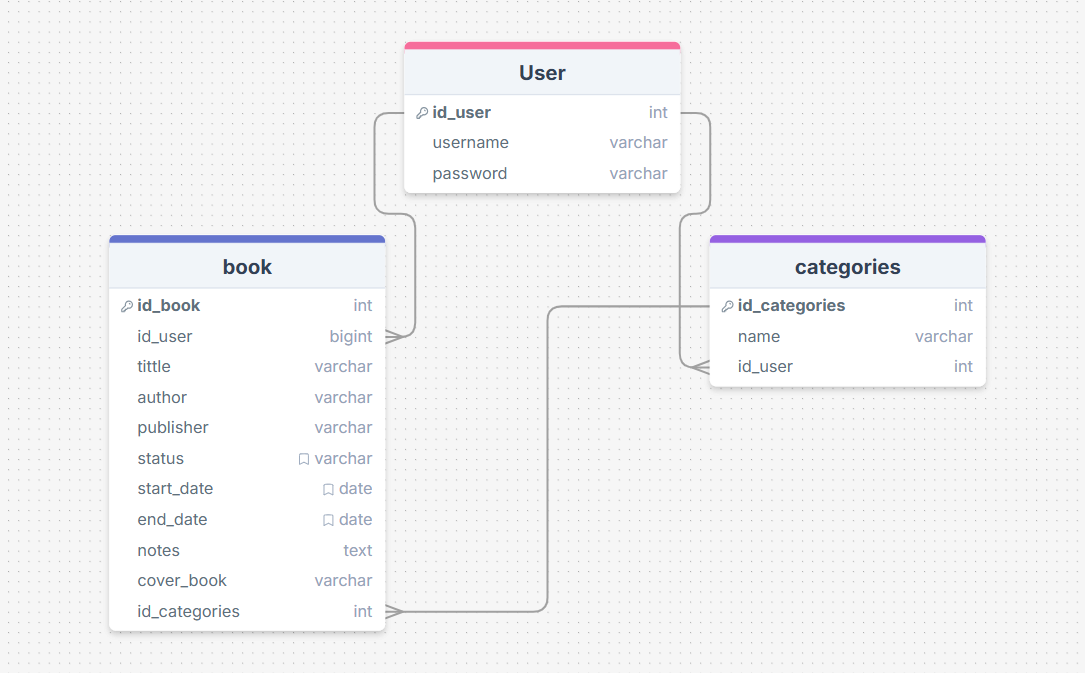 User
id_user int
username varchar
password varchar
book
id_book int
id_user bigint
tittle varchar
author varchar
publisher varchar
status varchar
start_date date
end_date date
notes text
cover_book varchar
id_categories int
categories
id_categories int
name varchar
id_user int